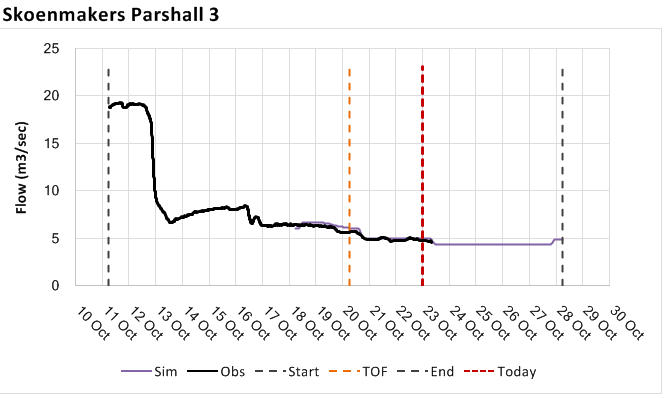 Skoenmakers Parshall 3
Flow (m3/sec)
25
20
15
10
5
0
10 Oct
11 Oct
12 Oct
13 Oct
14 Oct
15 Oct
16 Oct
17 Oct
18 Oct
19 Oct
20 Oct
21 Oct
22 Oct
23 Oct
24 Oct
25 Oct
26 Oct
27 Oct
28 Oct
29 Oct
30 Oct
Sim Obs Start TOF End Today